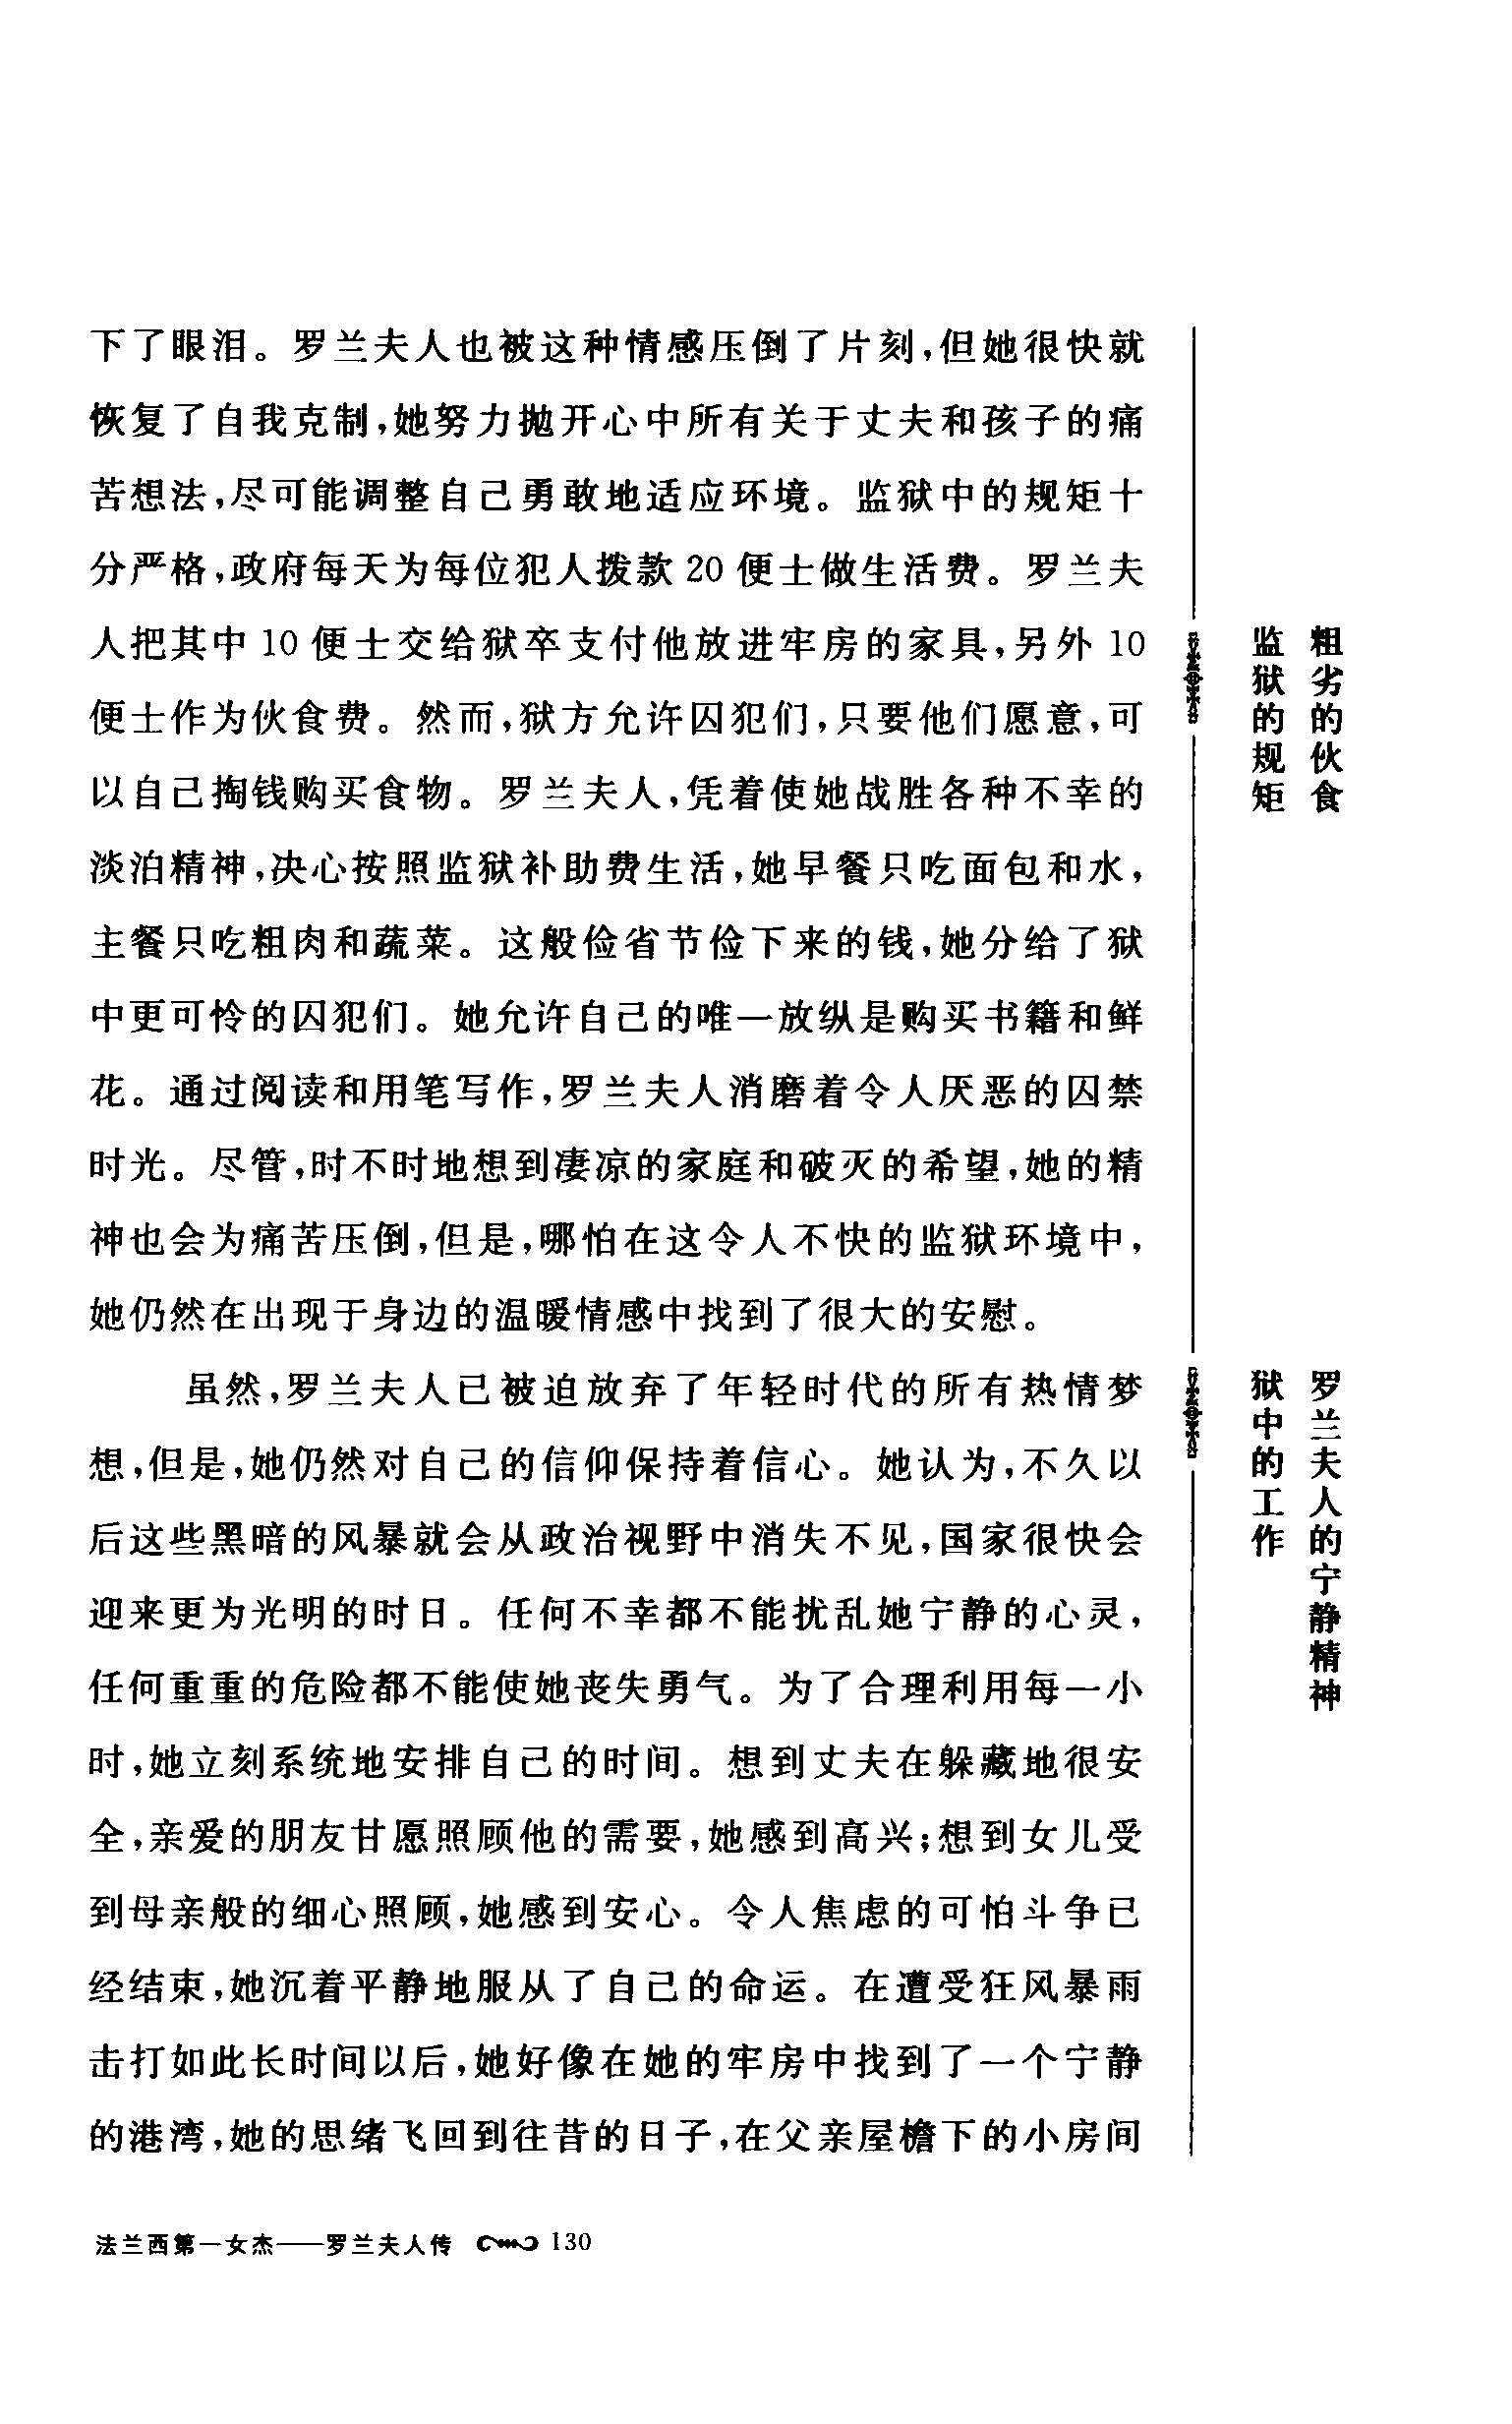 下了眼泪。罗兰夫人也被这种情感压倒了片刻,但她很快就
恢复了自我克制,她努力抛开心中所有关于丈夫和孩子的痛
苦想法,尽可能调整自己勇敢地适应环境。监狱中的规矩十
分严格,政府每天为每位犯人拨款 20 便士做生活费。罗兰夫
人把其中 10 便士交给狱卒支付他放进牢房的家具,另外 10
便士作为伙食费。然而,狱方允许囚犯们,只要他们愿意,可
以自己掏钱购买食物。罗兰夫人,凭着使她战胜各种不幸的
淡泊精神,决心按照监狱补助费生活,她早餐只吃面包和水,
主餐只吃粗肉和蔬菜。这般俭省节俭下来的钱,她分给了狱
中更可怜的囚犯们。她允许自己的唯一放纵是购买书籍和鲜
花。通过阅读和用笔写作,罗兰夫人消磨着令人厌恶的囚禁
时光。尽管,时不时地想到凄凉的家庭和破灭的希望,她的精
神也会为痛苦压倒,但是,哪怕在这令人不快的监狱环境中,
她仍然在出现于身边的温暖情感中找到了很大的安慰。
虽然,罗兰夫人已被迫放弃了年轻时代的所有热情梦
想,但是,她仍然对自己的信仰保持着信心。她认为,不久以
后这些黑暗的风暴就会从政治视野中消失不见,国家很快会
迎来更为光明的时日。任何不幸都不能扰乱她宁静的心灵,
任何重重的危险都不能使她丧失勇气。为了合理利用每一小
时,她立刻系统地安排自己的时间。想到丈夫在躲藏地很安
全,亲爱的朋友甘愿照顾他的需要,她感到高兴;想到女儿受
到母亲般的细心照顾,她感到安心。令人焦虑的可怕斗争已
经结束,她沉着平静地服从了自己的命运。在遭受狂风暴雨
击打如此长时间以后,她好像在她的牢房中找到了一个宁静
的港湾,她的思绪飞回到往昔的日子,在父亲屋檐下的小房间
粗劣的伙食
监狱的规矩
罗兰夫人的宁静精神
狱中的工作
法兰西第一女杰——罗兰夫人传 130